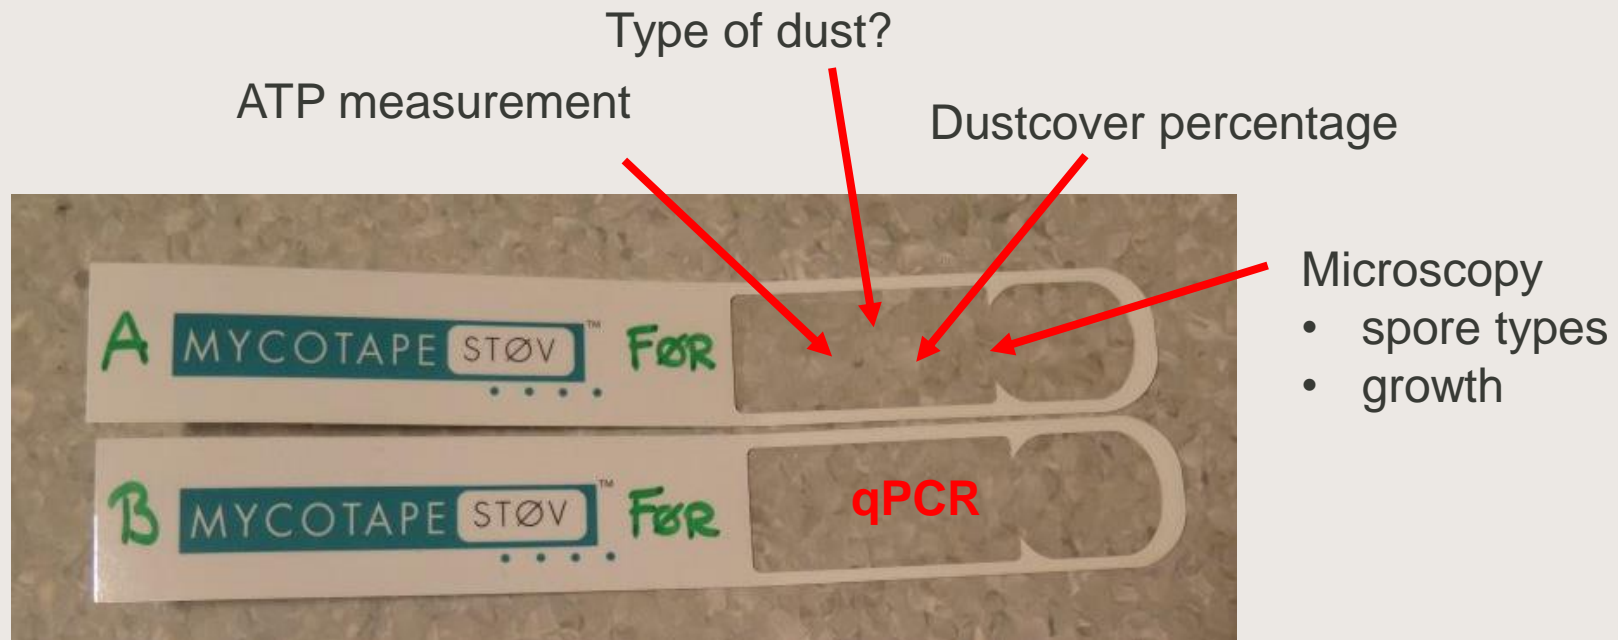 Type of dust?
ATP measurement
Dustcover percentage
Microscopy
• spore types
• growth
A MYCOTAPE STØV ™ FØR
B MYCOTAPE STØV ™ FØR
qPCR